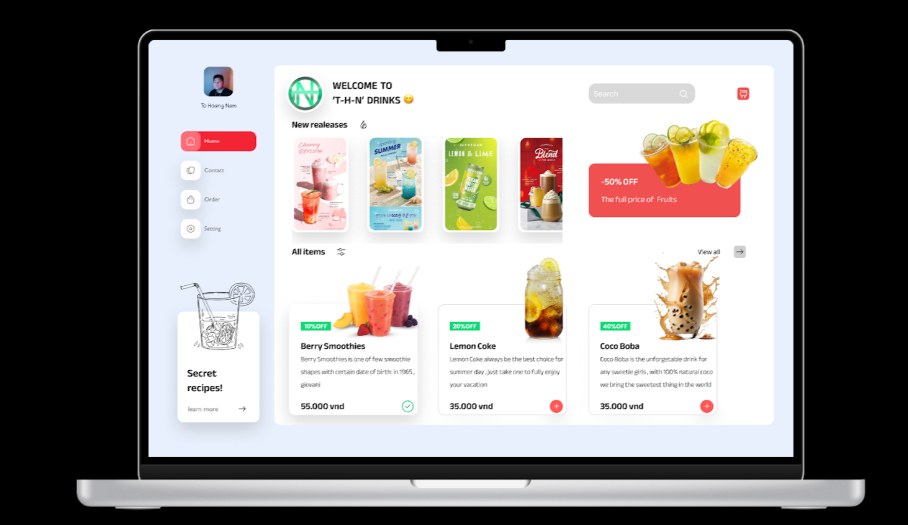 WELCOME TO
'T-H-N' DRINKS 😋
Search
To Hoang Nam
Home
Contact
Order
Setting
New realeases
Cherry
SUMMER
LEMON & LIME
Blend
-50% OFF
The full price of Fruits
All items
View all
10%OFF
Berry Smoothies
Berry Smoothies is one of few smoothie
shapes with certain date of birth: in 1965 ,
giovani
55.000 vnd
20%OFF
Lemon Coke
Lemon Coke always be the best choice for
summer day , just take one to fully enjoy
your vacation
35.000 vnd
40%OFF
Coco Boba
Coco Boba is the unforgetable drink for
any sweetie girls , with 100% natural coco
we bring the sweetest thing in the world
35.000 vnd
Secret
recipes!
learn more